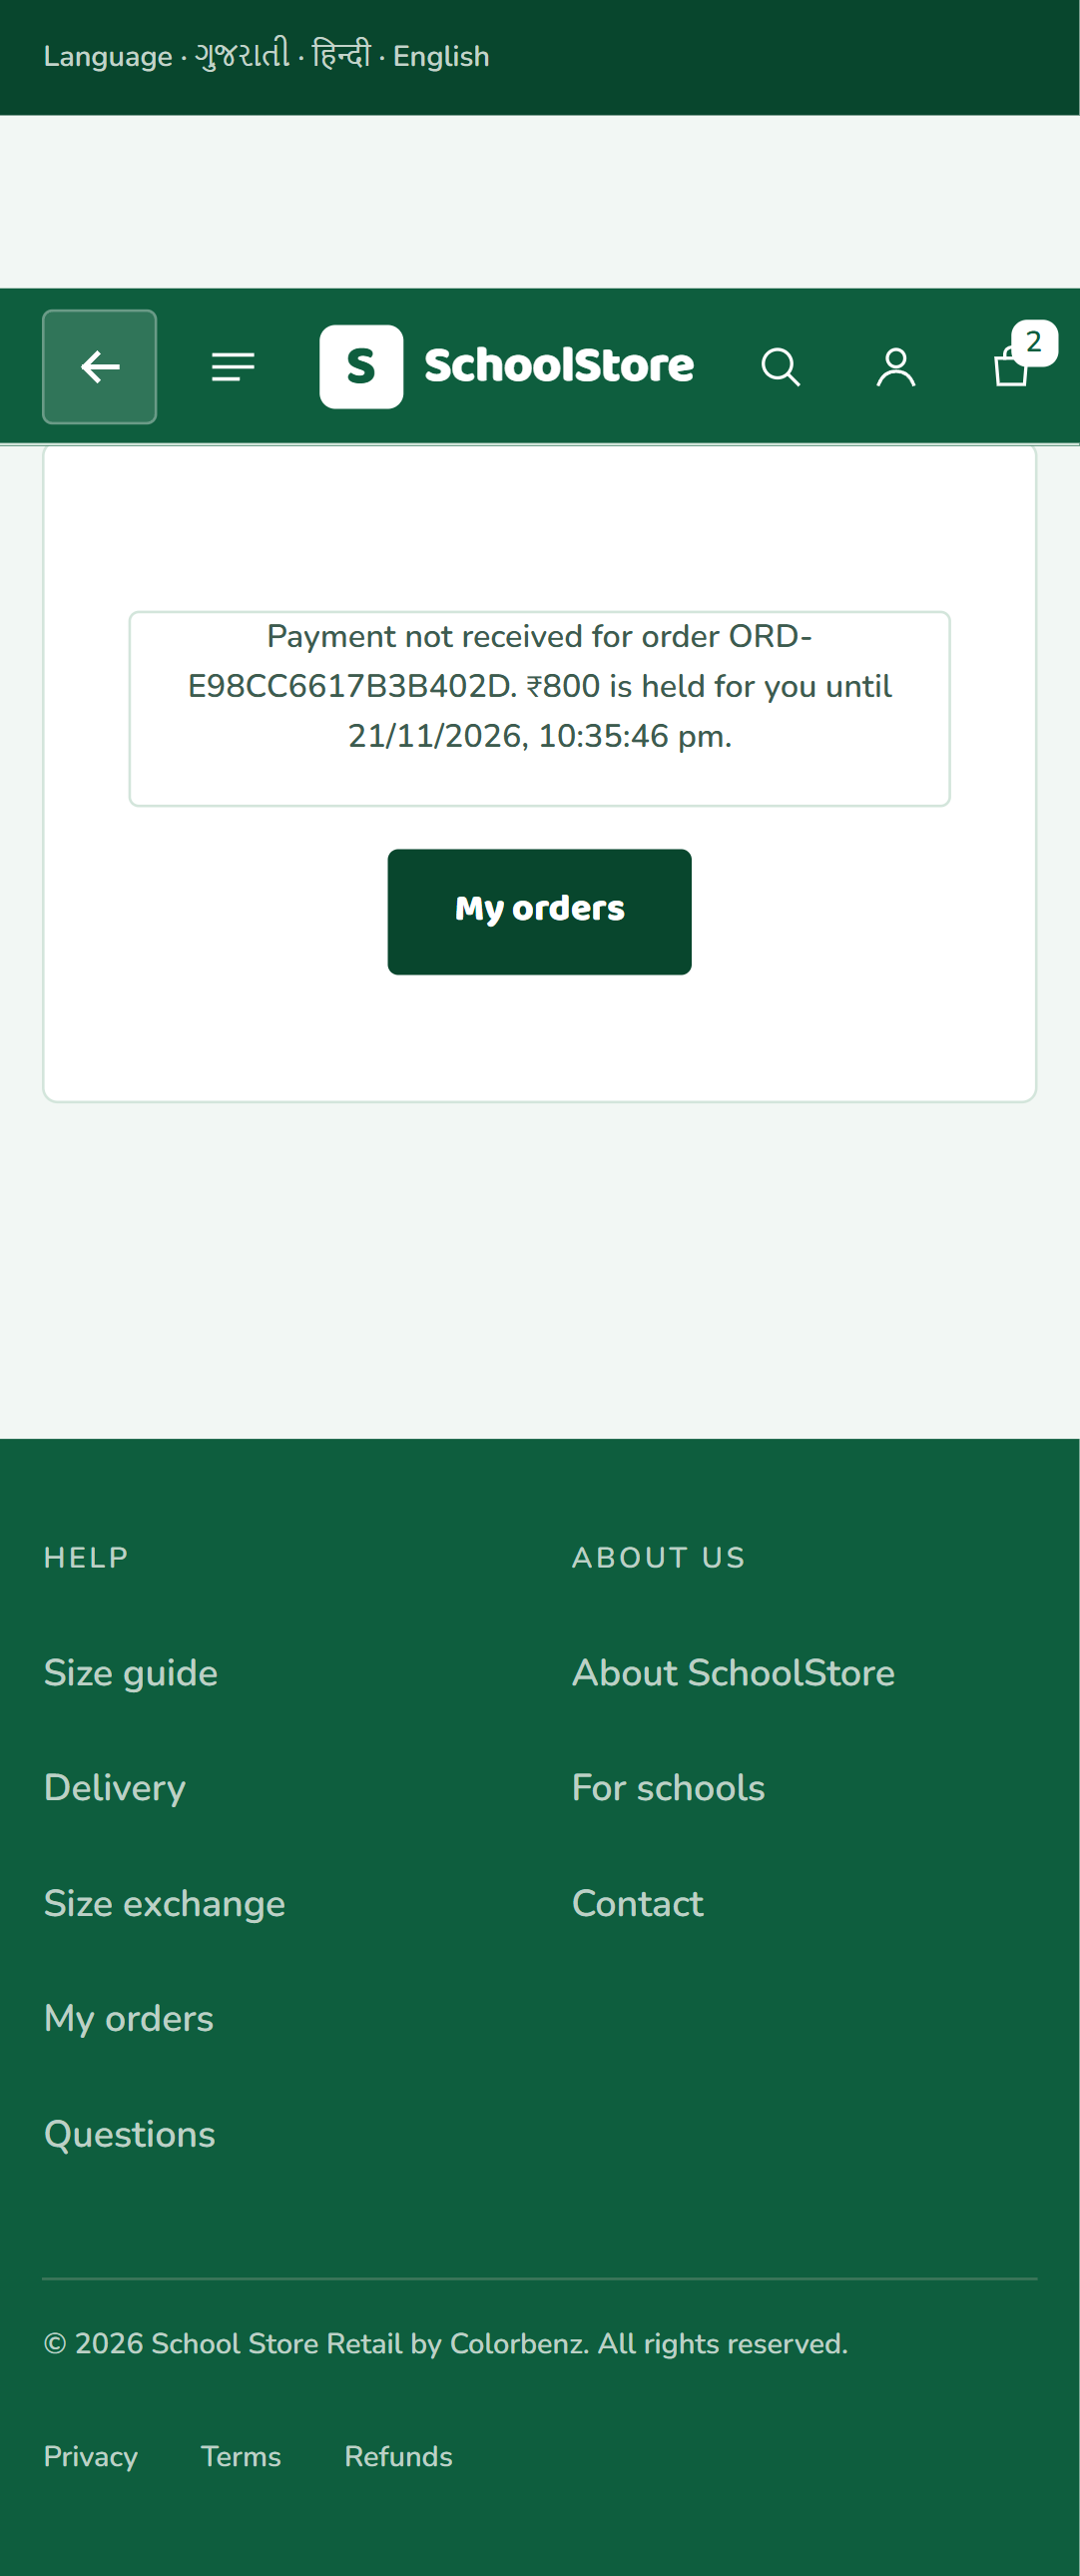 Language · ગુજરાતી · हिन्दी · English
S SchoolStore 2
Payment not received for order ORD-
E98CC6617B3B402D. ₹800 is held for you until
21/11/2026, 10:35:46 pm.
My orders
HELP
Size guide
Delivery
Size exchange
My orders
Questions
ABOUT US
About SchoolStore
For schools
Contact
© 2026 School Store Retail by Colorbenz. All rights reserved.
Privacy Terms Refunds